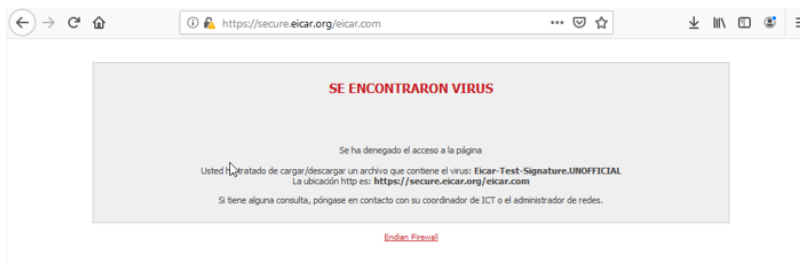 https://secure.eicar.org/eicar.com
SE ENCONTRARON VIRUS
Se ha denegado el acceso a la página
Usted tratado de cargar/descargar un archivo que contiene el virus: Eicar-Test-Signature.UNOFFICIAL
La ubicación http es: https://secure.eicar.org/eicar.com
Si tiene alguna consulta, póngase en contacto con su coordinador de ICT o el administrador de redes.
Endian Firewall